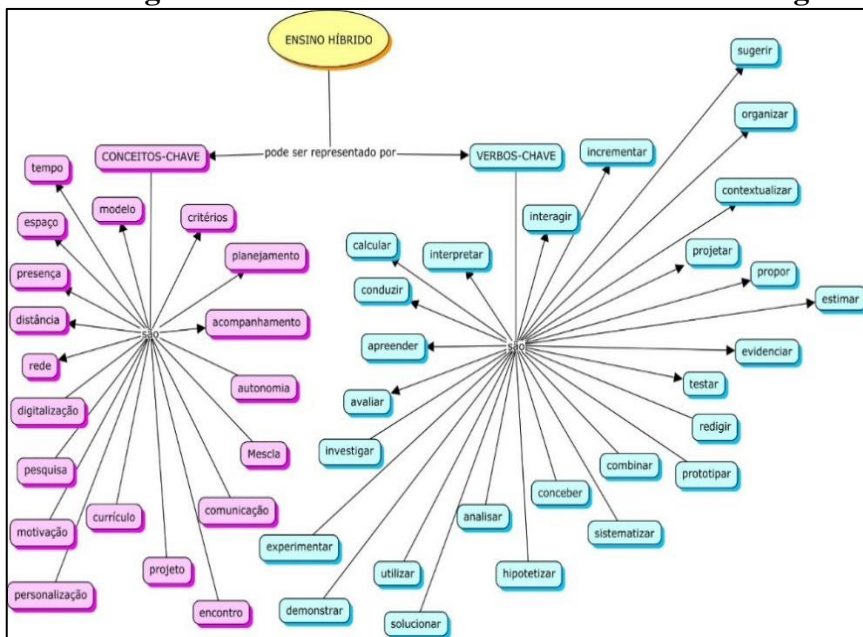 ENSINO HÍBRIDO
pode ser representado por
CONCEITOS-CHAVE
VERBOS-CHAVE
são
tempo
modelo
critérios
espaço
planejamento
presença
distância
acompanhamento
rede
autonomia
digitalização
Mescla
pesquisa
comunicação
currículo
motivação
projeto
personalização
encontro
são
sugerir
organizar
incrementar
contextualizar
interagir
calcular
interpretar
projetar
propor
conduzir
estimar
apreender
evidenciar
testar
avaliar
redigir
investigar
combinar
prototipar
conceber
analisar
sistematizar
experimentar
utilizar
hipotetizar
demonstrar
solucionar